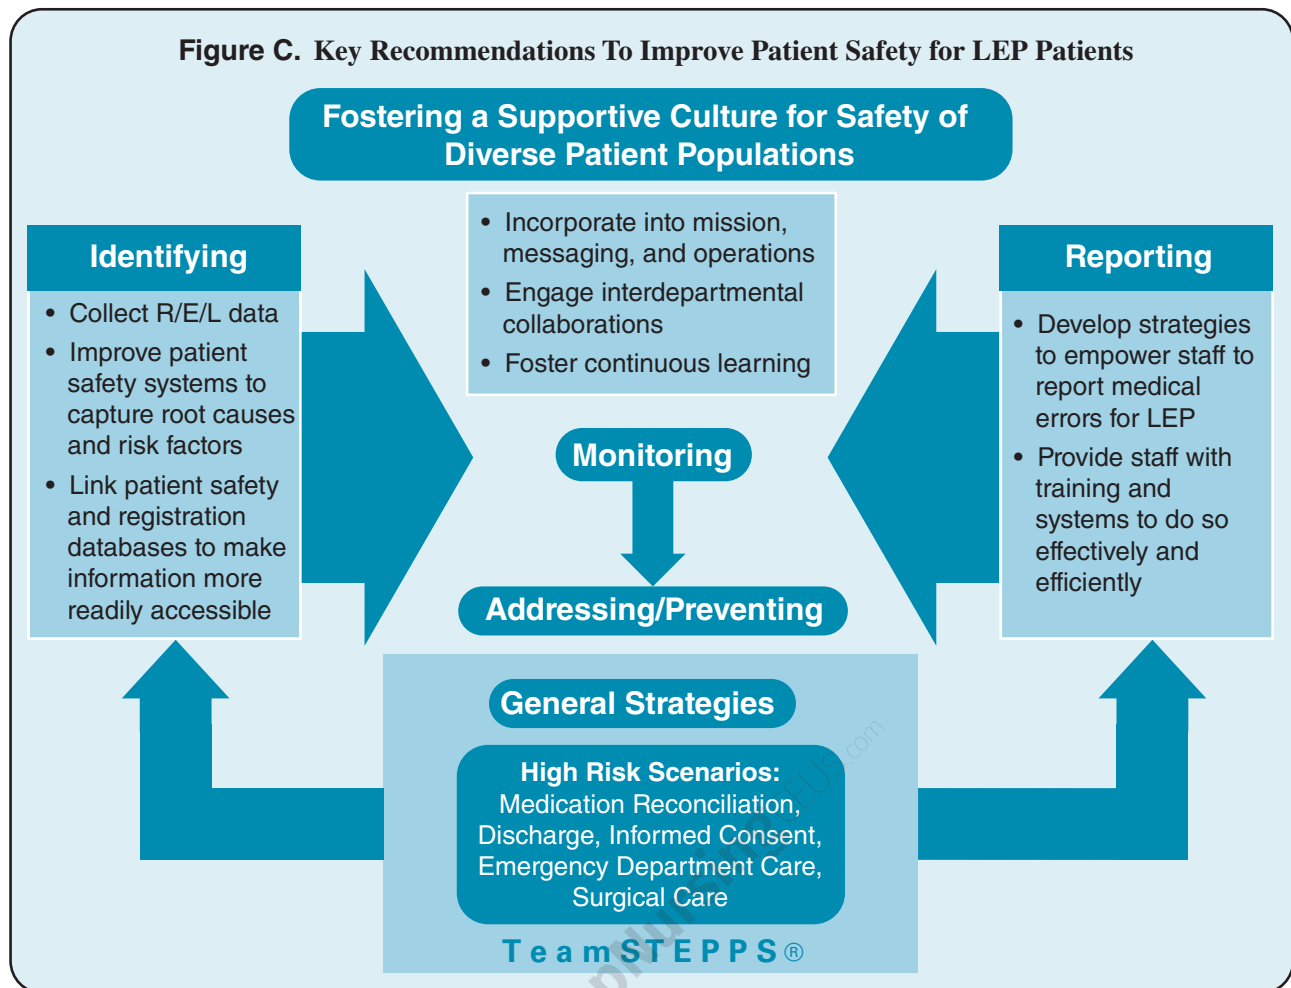 Figure C. Key Recommendations To Improve Patient Safety for LEP Patients
Fostering a Supportive Culture for Safety of
Diverse Patient Populations
• Incorporate into mission,
messaging, and operations
• Engage interdepartmental
collaborations
• Foster continuous learning
Identifying
• Collect R/E/L data
• Improve patient
safety systems to
capture root causes
and risk factors
• Link patient safety
and registration
databases to make
information more
readily accessible
Reporting
• Develop strategies
to empower staff to
report medical
errors for LEP
• Provide staff with
training and
systems to do so
effectively and
efficiently
Monitoring
Addressing/Preventing
General Strategies
High Risk Scenarios:
Medication Reconciliation,
Discharge, Informed Consent,
Emergency Department Care,
Surgical Care
TeamSTEPPS®
pNursingCEUS.com